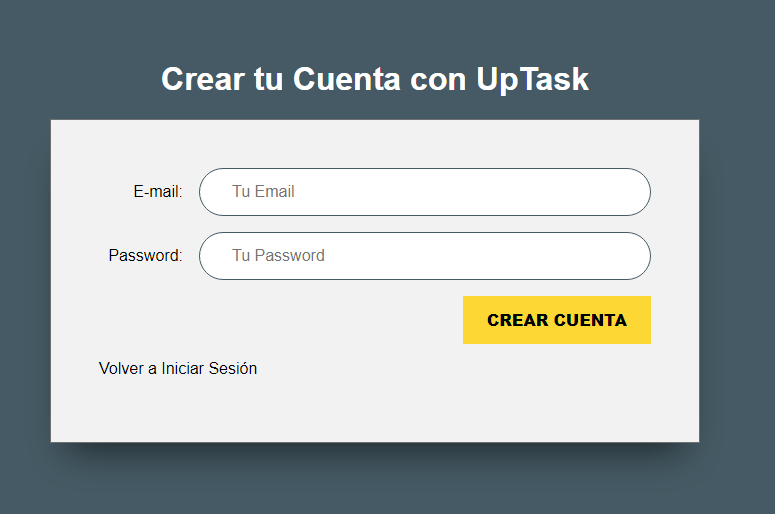 Crear tu Cuenta con UpTask
E-mail: Tu Email
Password: Tu Password
CREAR CUENTA
Volver a Iniciar Sesión